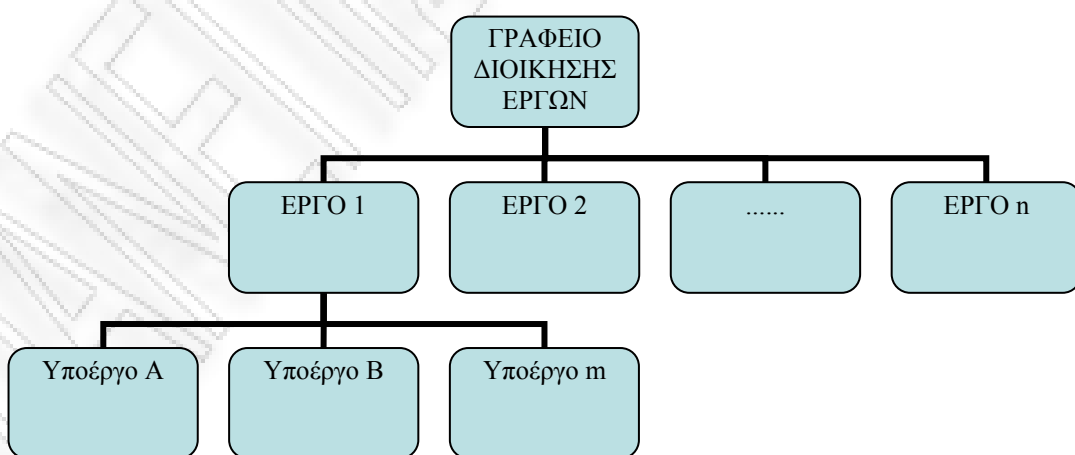 ΓΡΑΦΕΙΟ
ΔΙΟΙΚΗΣΗΣ
ΕΡΓΩΝ
ΕΡΓΟ 1
ΕΡΓΟ 2
......
ΕΡΓΟ n
Υποέργο Α
Υποέργο Β
Υποέργο m